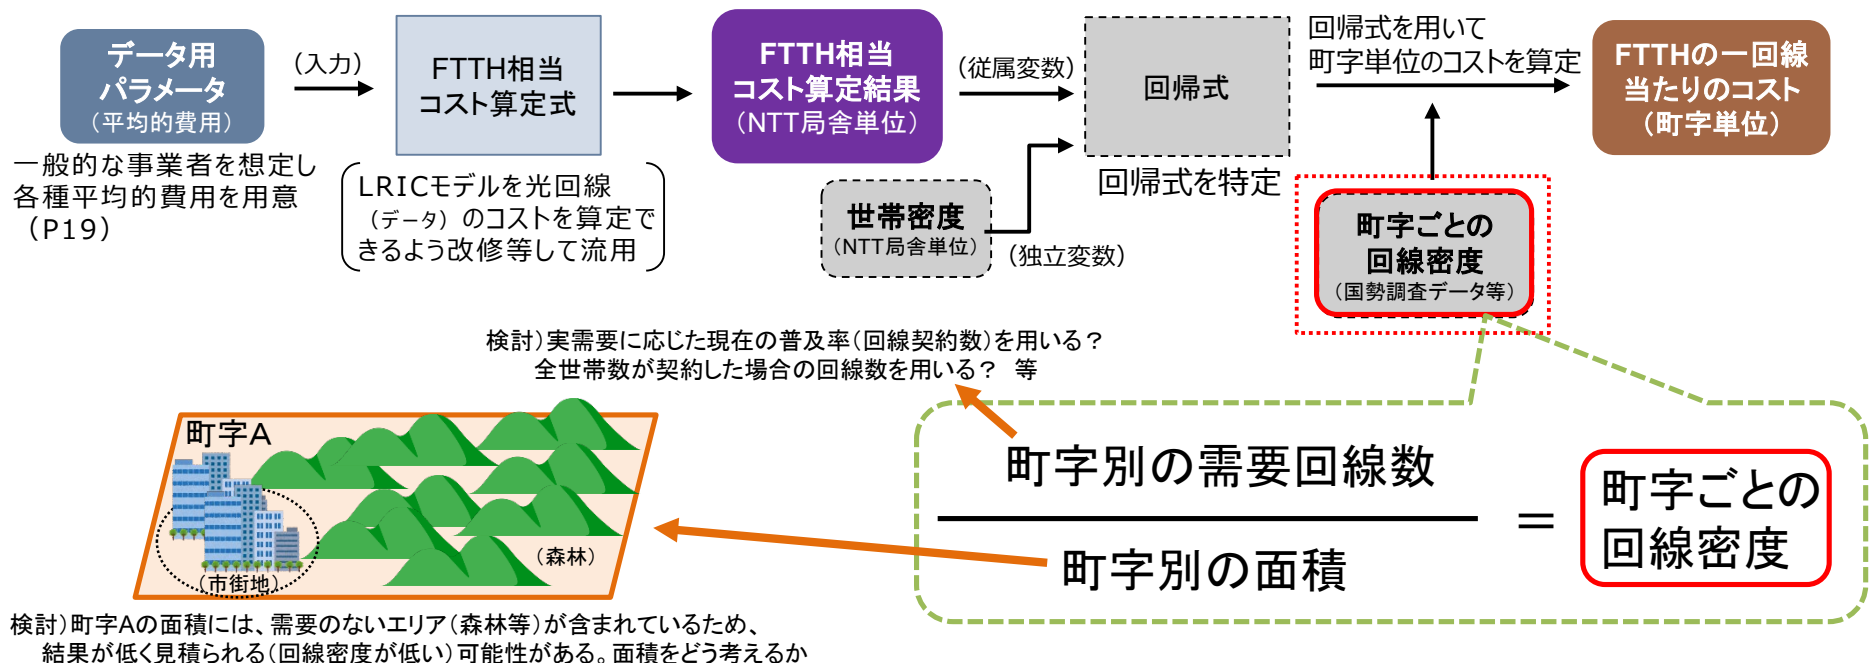 データ用
パラメータ
（平均的費用）
一般的な事業者を想定し
各種平均的費用を用意
（P19）
（入力）
FTTH相当
コスト算定式
LRICモデルを光回線
（データ）のコストを算定で
きるよう改修等して流用
FTTH相当
コスト算定結果
（NTT局舎単位）
（従属変数）
世帯密度
（NTT局舎単位）
（独立変数）
回帰式
回帰式を特定
回帰式を用いて
町字単位のコストを算定
FTTHの一回線
当たりのコスト
（町字単位）
町字ごとの
回線密度
（国勢調査データ等）
検討）実需要に応じた現在の普及率（回線契約数）を用いる？
全世帯数が契約した場合の回線数を用いる？　等
町字別の需要回線数
町字別の面積
＝
町字ごとの
回線密度
町字A
（森林）
（市街地）
検討）町字Aの面積には、需要のないエリア（森林等）が含まれているため、
結果が低く見積られる（回線密度が低い）可能性がある。面積をどう考えるか